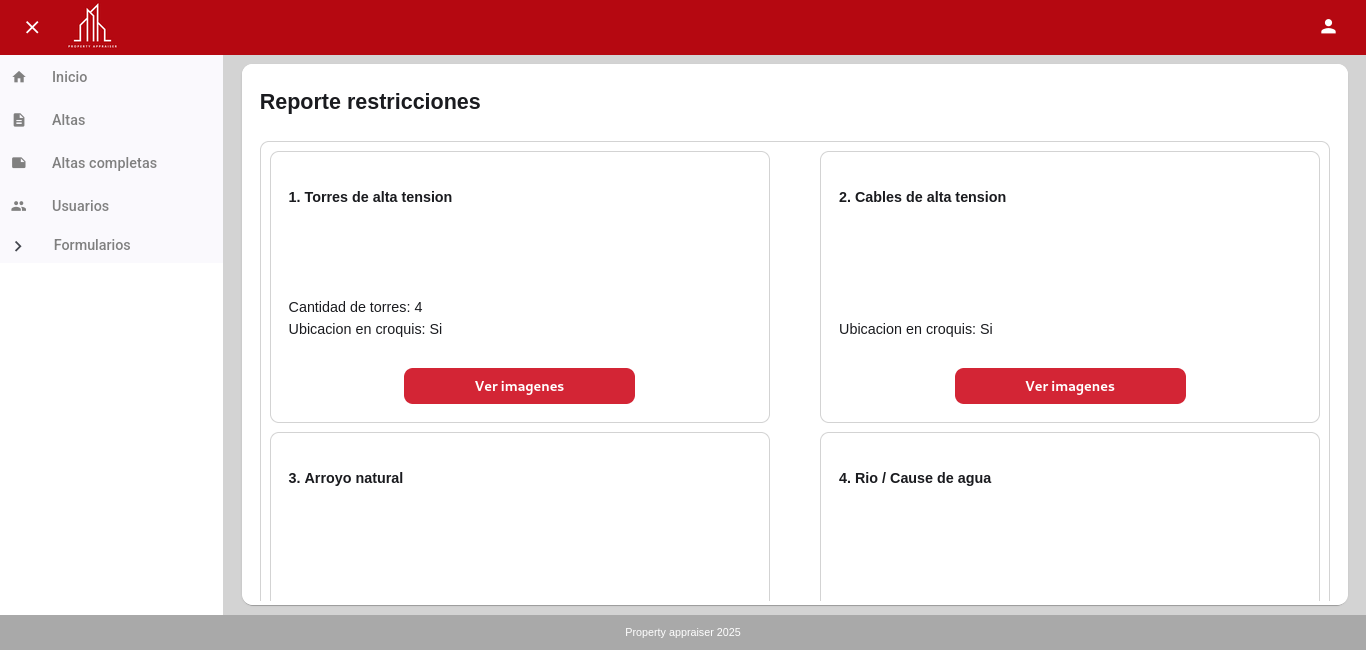 PROPERTY APPRAISER
Inicio
Altas
Altas completas
Usuarios
Formularios
Reporte restricciones
1. Torres de alta tension
Cantidad de torres: 4
Ubicacion en croquis: Si
Ver imagenes
2. Cables de alta tension
Ubicacion en croquis: Si
Ver imagenes
3. Arroyo natural
4. Rio / Cause de agua
Property appraiser 2025